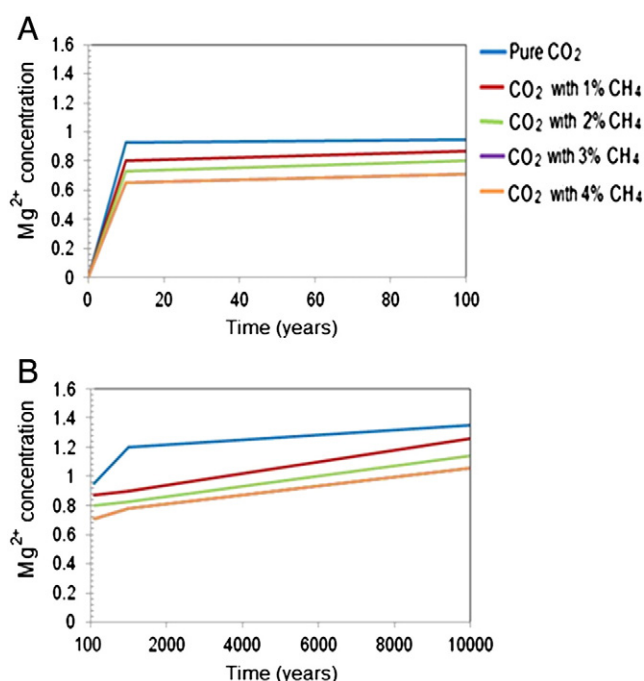 A
1.6
1.4
1.2
1
0.8
0.6
0.4
0.2
0
Mg²⁺ concentration
0 20 40 60 80 100
Time (years)
Pure CO₂
CO₂ with 1% CH₄
CO₂ with 2% CH₄
CO₂ with 3% CH₄
CO₂ with 4% CH₄
B
1.6
1.4
1.2
1
0.8
0.6
0.4
0.2
0
Mg²⁺ concentration
100 2000 4000 6000 8000 10000
Time (years)